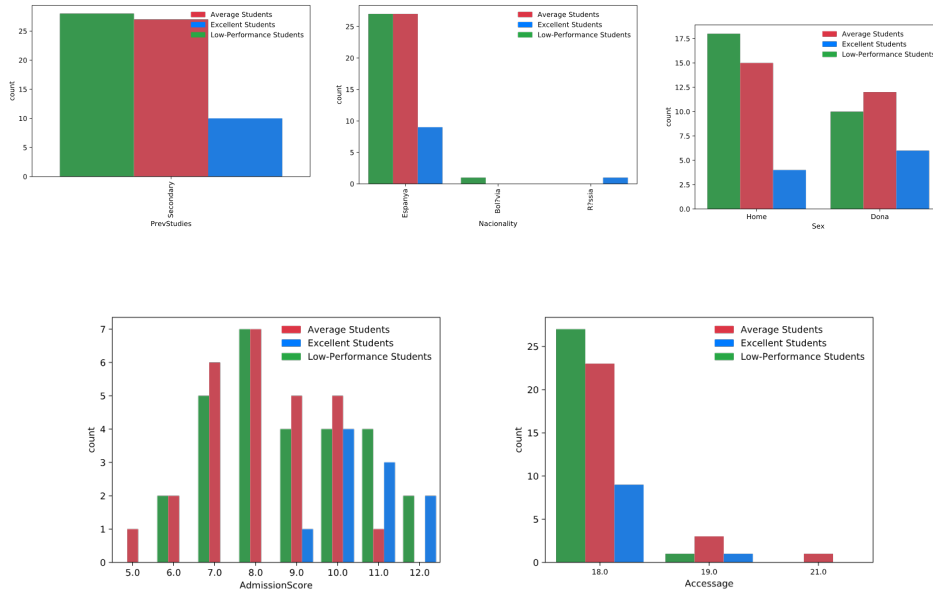 Average Students
Excellent Students
Low-Performance Students
25
20
15
10
5
0
count
Secondary
PrevStudies
Average Students
Excellent Students
Low-Performance Students
25
20
15
10
5
0
count
Espanya
Bol?via
R?ssia
Nacionality
Average Students
Excellent Students
Low-Performance Students
17.5
15.0
12.5
10.0
7.5
5.0
2.5
0.0
count
Home Dona
Sex
Average Students
Excellent Students
Low-Performance Students
7
6
5
4
3
2
1
0
count
5.0 6.0 7.0 8.0 9.0 10.0 11.0 12.0
AdmissionScore
Average Students
Excellent Students
Low-Performance Students
25
20
15
10
5
0
count
18.0 19.0 21.0
Accessage